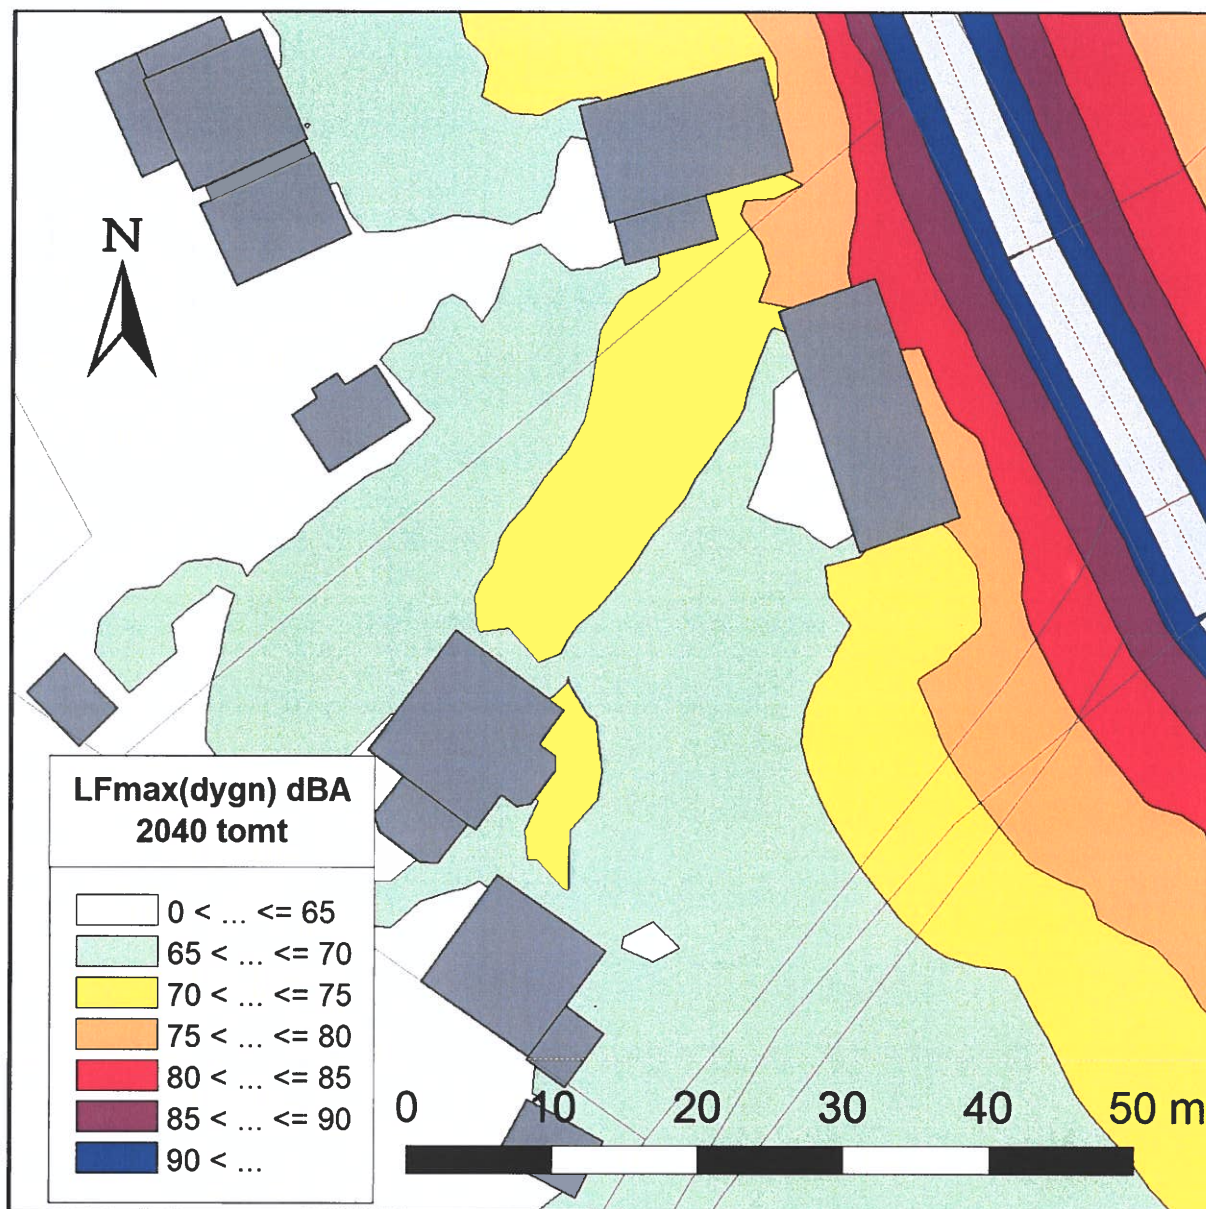 N
LFmax(dygn) dBA
2040 tomt
0 < ... <= 65
65 < ... <= 70
70 < ... <= 75
75 < ... <= 80
80 < ... <= 85
85 < ... <= 90
90 < ...
0 10 20 30 40 50 m